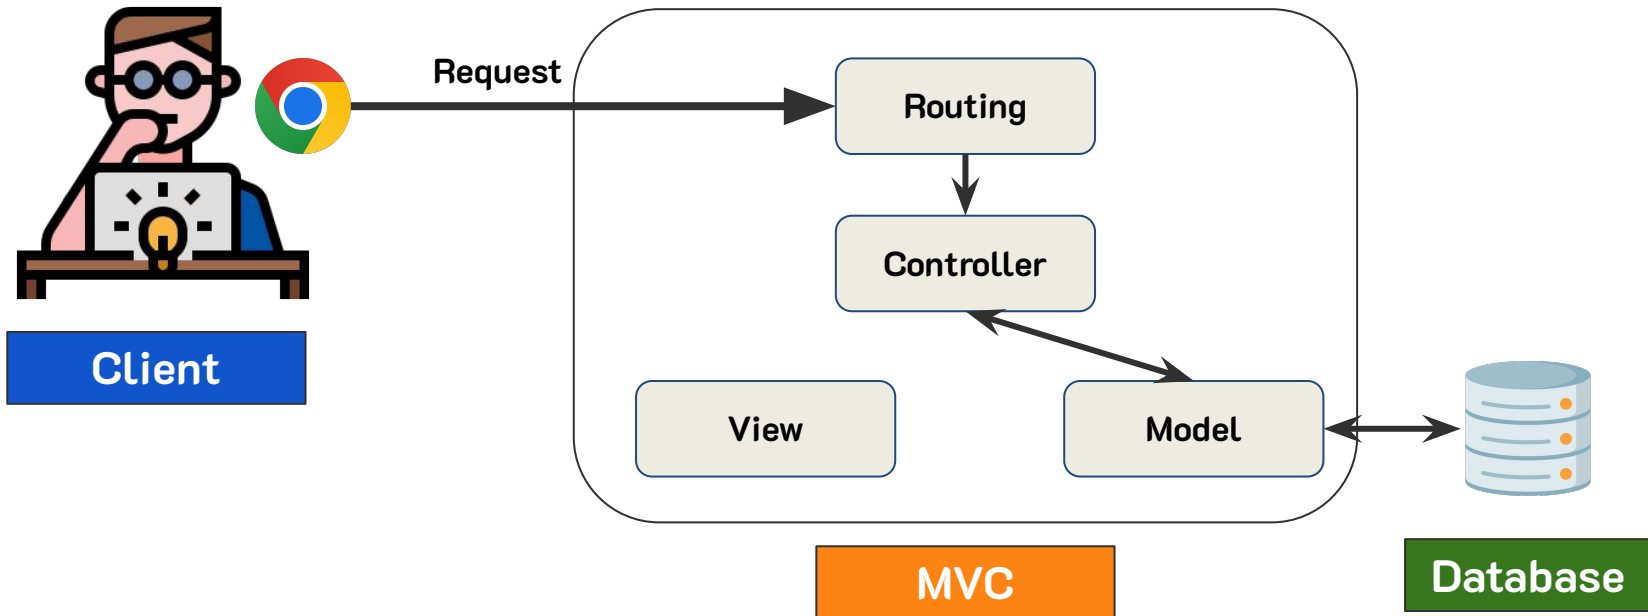 Request
Routing
Controller
Client
View
Model
MVC
Database